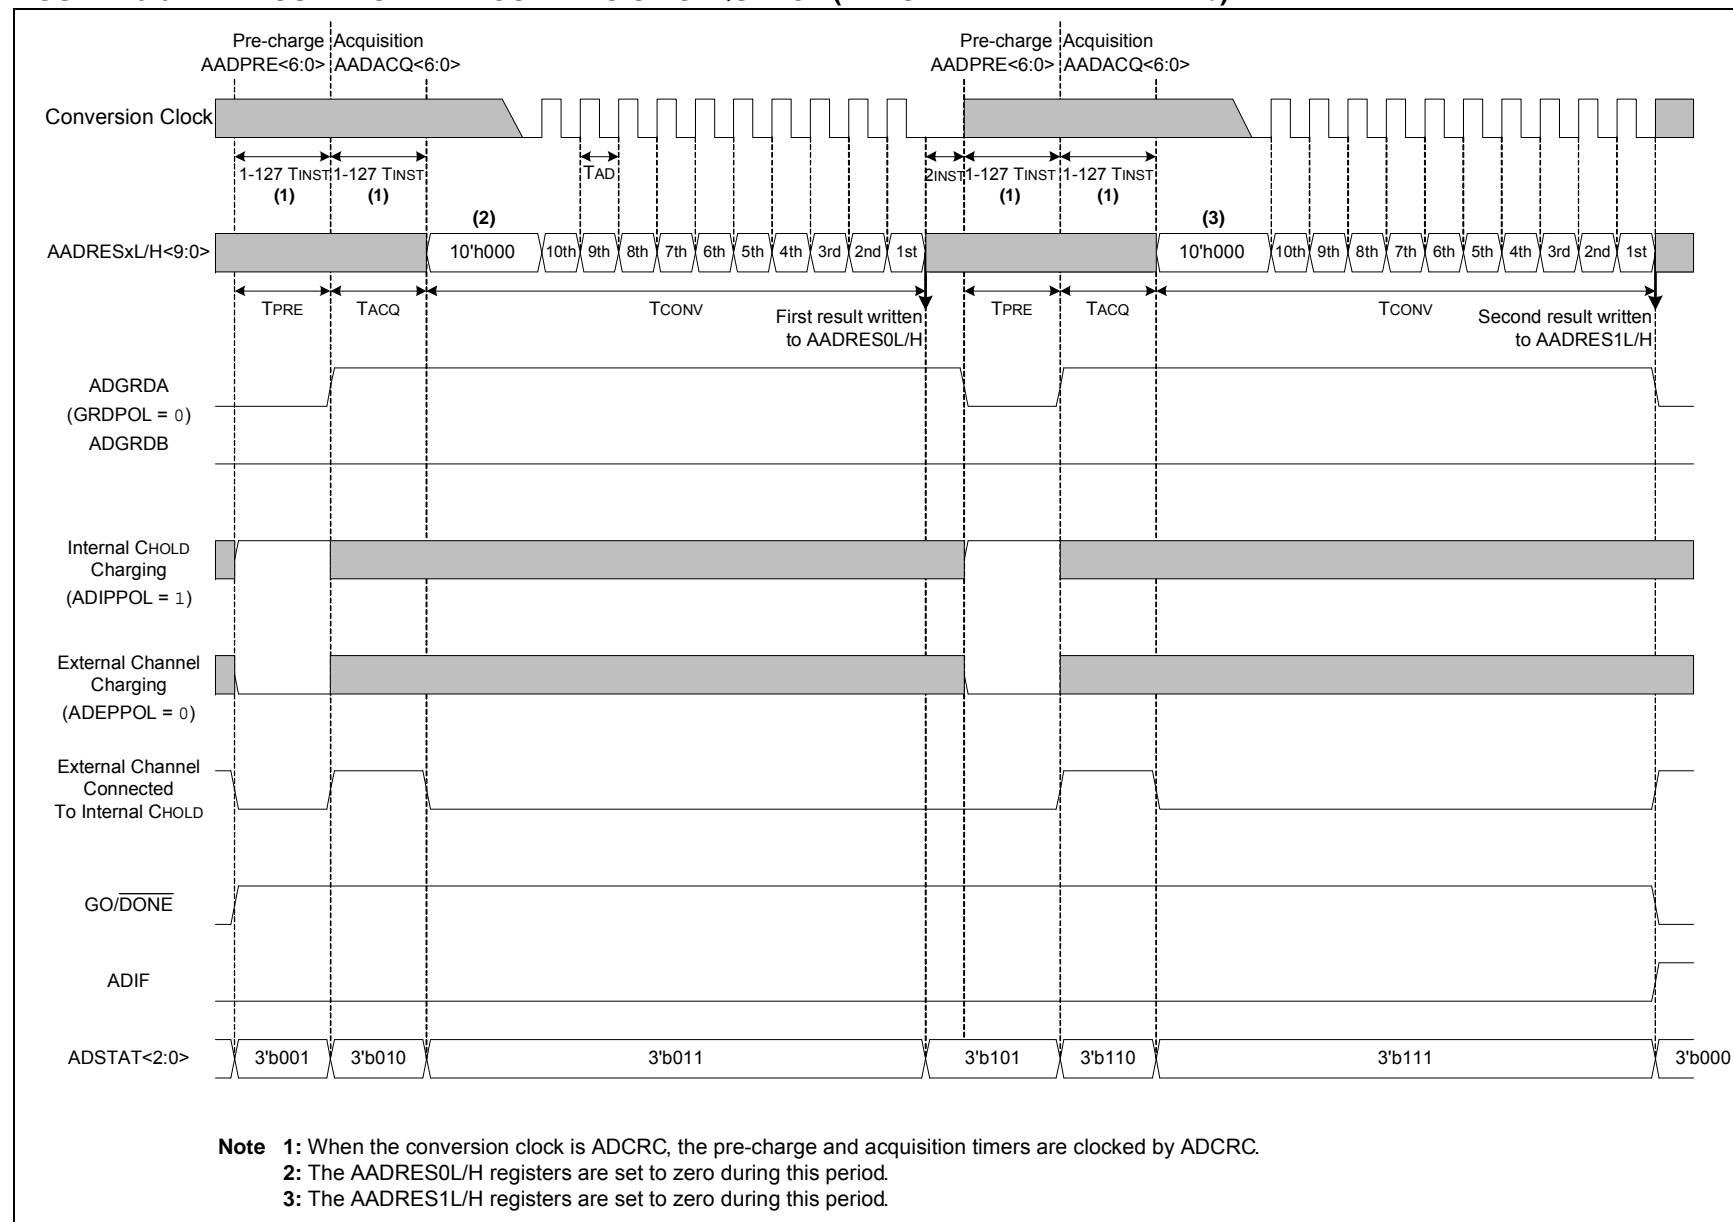 Pre-charge Acquisition Pre-charge Acquisition
AADPRE<6:0> AADACQ<6:0> AADPRE<6:0> AADACQ<6:0>
Conversion Clock
1-127 TINST 1-127 TINST TAD 2INST 1-127 TINST 1-127 TINST
(1) (1) (1) (1)
(2) (3)
AADRESxL/H<9:0> 10'h000 10th 9th 8th 7th 6th 5th 4th 3rd 2nd 1st 10'h000 10th 9th 8th 7th 6th 5th 4th 3rd 2nd 1st
TPRE TACQ TCONV TPRE TACQ TCONV
First result written Second result written
to AADRES0L/H to AADRES1L/H
ADGRDA
(GRDPOL = 0)
ADGRDB
Internal CHOLD
Charging
(ADIPPOL = 1)
External Channel
Charging
(ADEPPOL = 0)
External Channel
Connected
To Internal CHOLD
GO/DONE
ADIF
ADSTAT<2:0> 3'b001 3'b010 3'b011 3'b101 3'b110 3'b111 3'b000
Note 1: When the conversion clock is ADCRC, the pre-charge and acquisition timers are clocked by ADCRC.
2: The AADRES0L/H registers are set to zero during this period.
3: The AADRES1L/H registers are set to zero during this period.